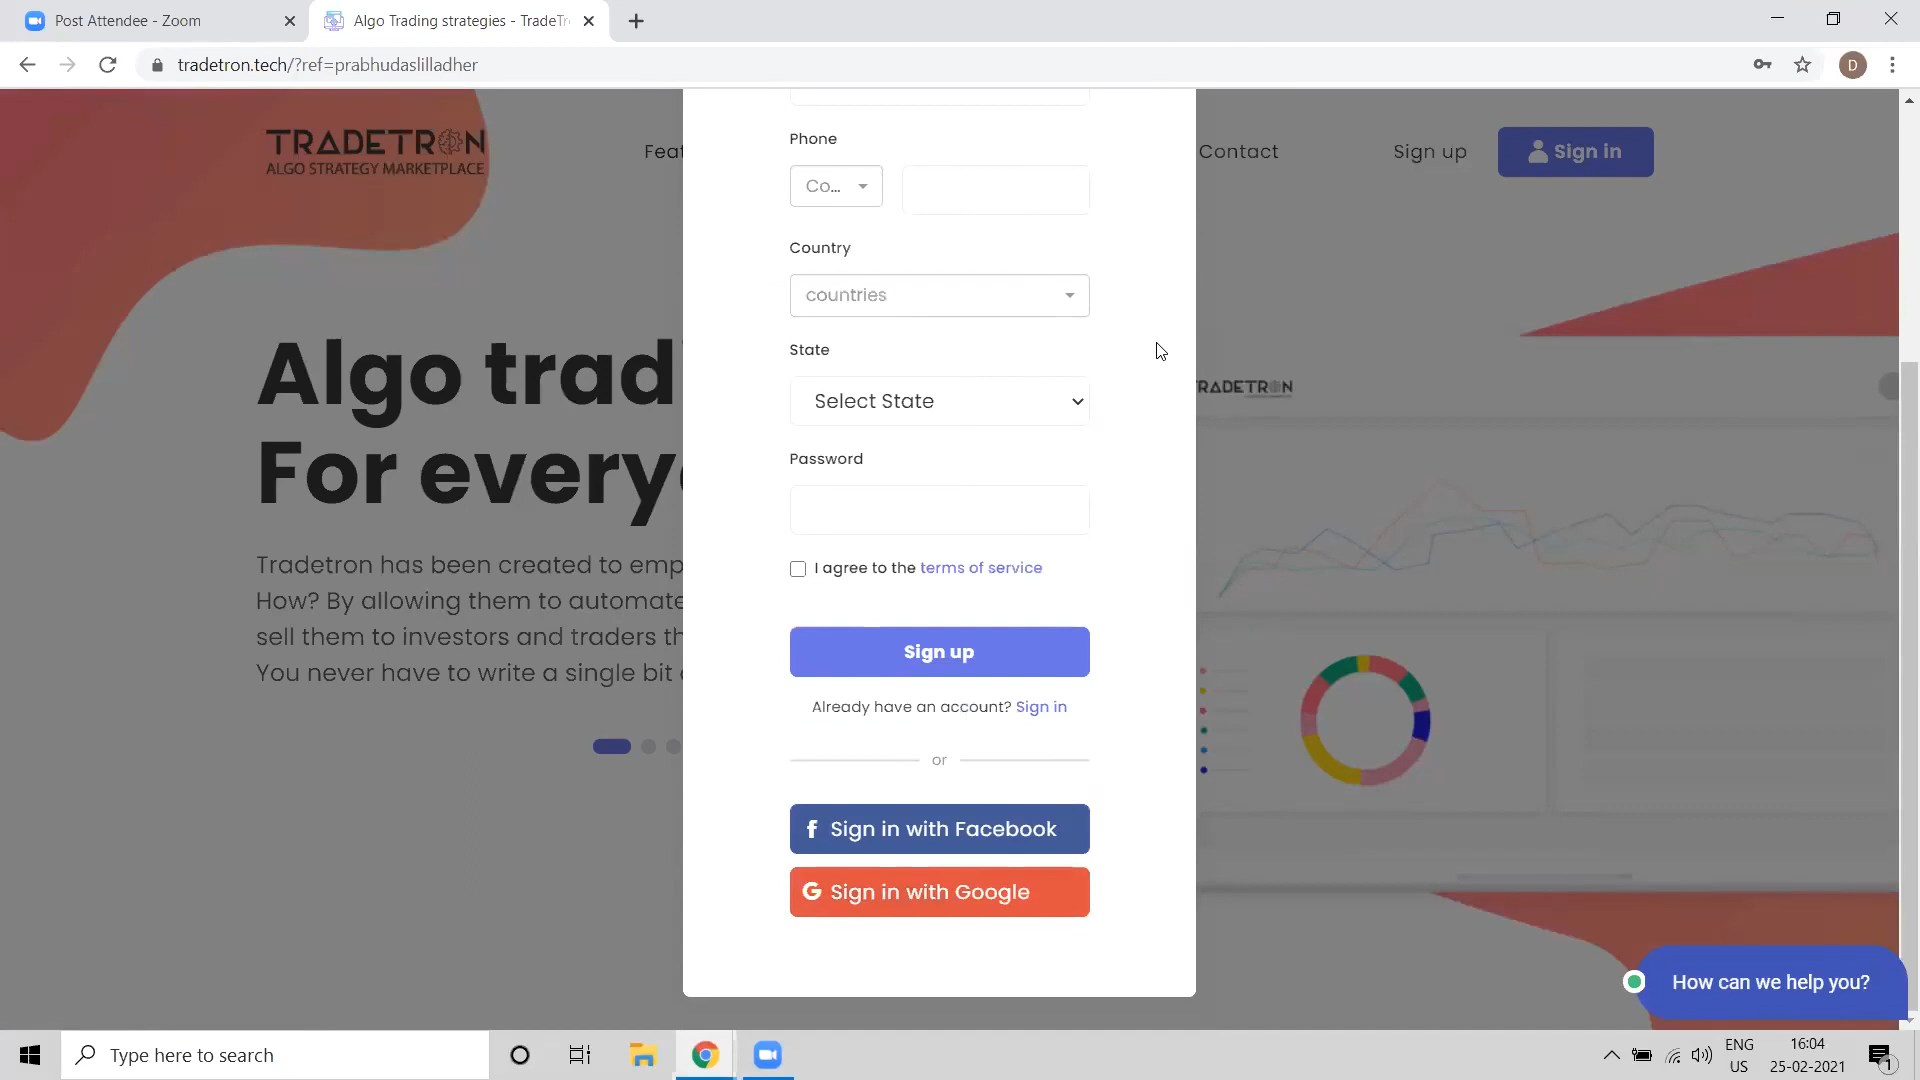 Post Attendee - Zoom
Algo Trading strategies - TradeTr
tradetron.tech/?ref=prabhudaslilladher
D
TRADETRON
ALGO STRATEGY MARKETPLACE
Feat
Contact
Sign up
Sign in
Phone
Co...
Country
countries
State
Select State
Password
I agree to the terms of service
Sign up
Already have an account? Sign in
or
f Sign in with Facebook
G Sign in with Google
Algo trad
For everyo
Tradetron has been created to emp
How? By allowing them to automate
sell them to investors and traders th
You never have to write a single bit
TRADETRON
How can we help you?
Type here to search
ENG
US
16:04
25-02-2021
1